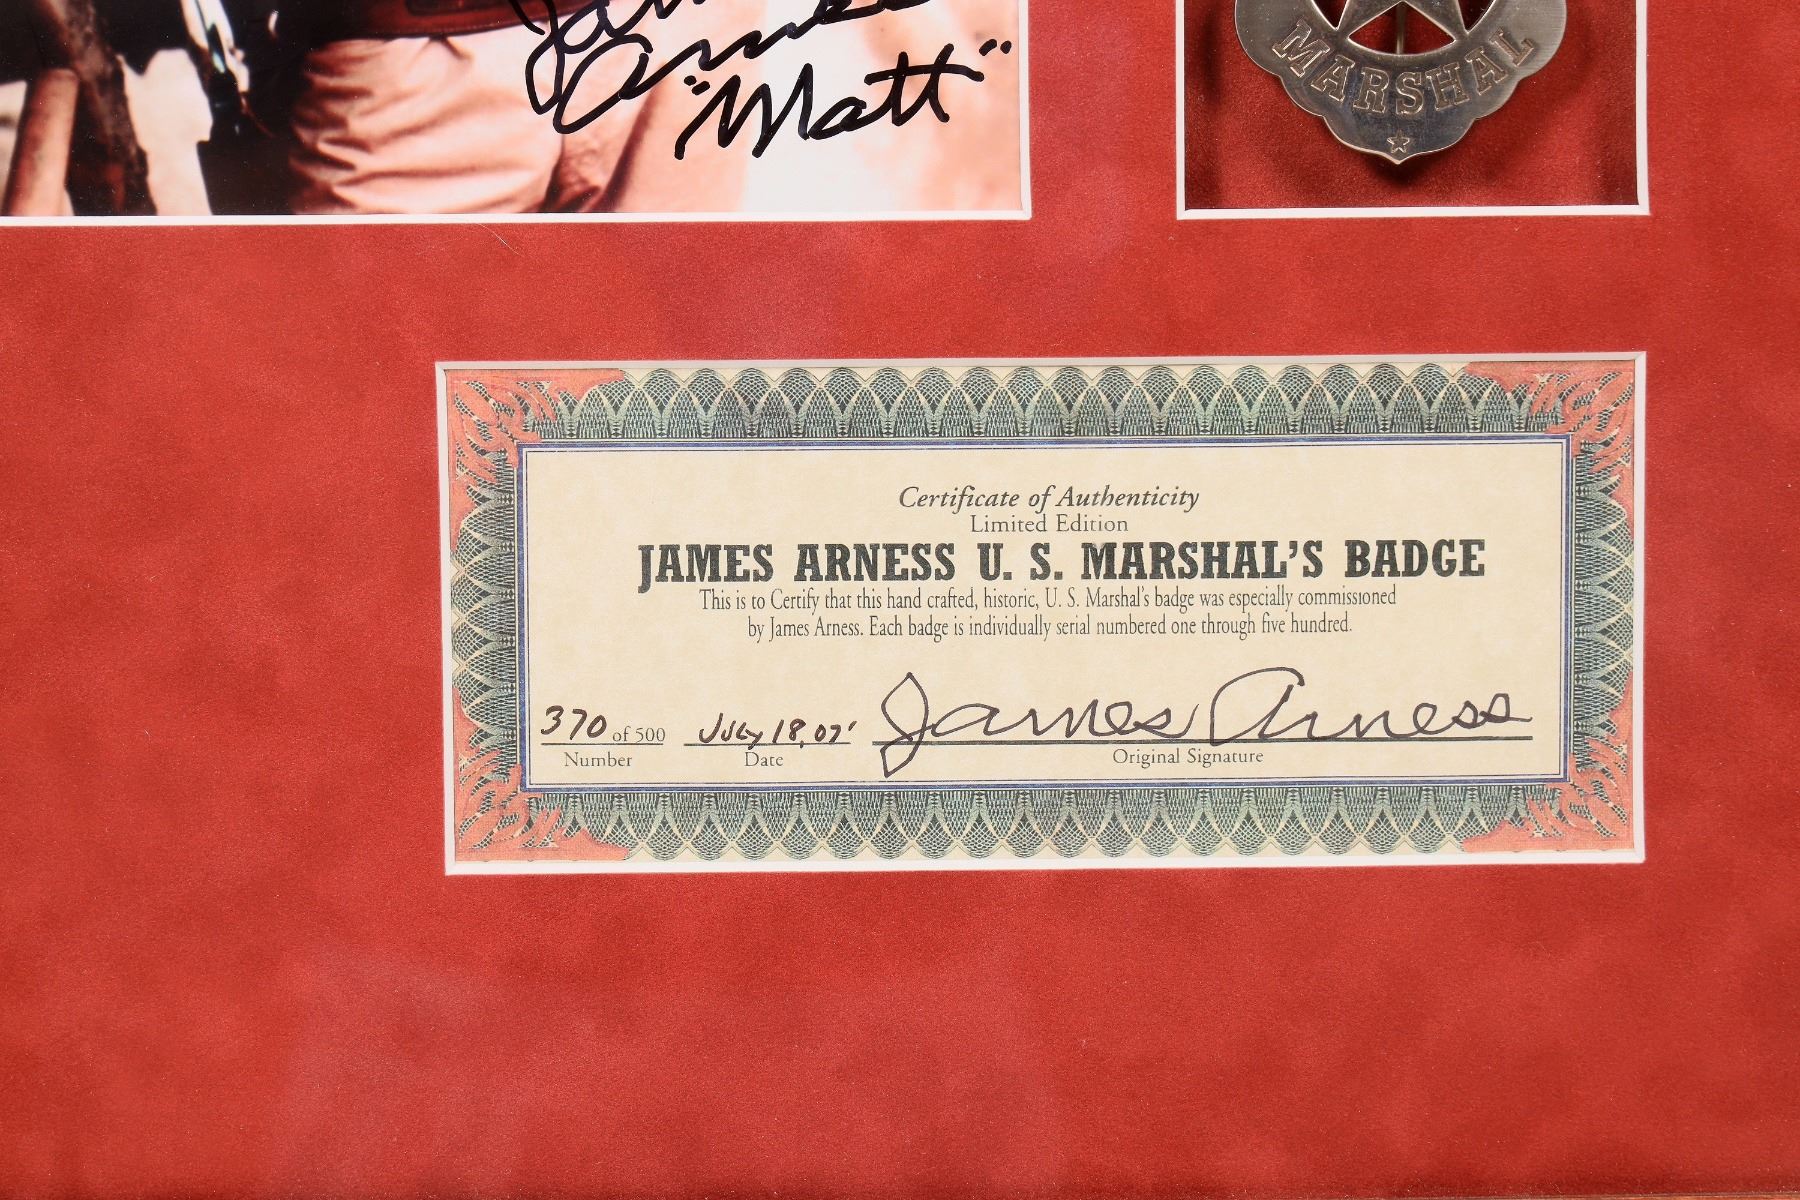 James
Arness
"Matt"
MARSHAL
Certificate of Authenticity
Limited Edition
JAMES ARNESS U. S. MARSHAL'S BADGE
This is to Certify that this hand crafted, historic, U. S. Marshal's badge was especially commissioned
by James Arness. Each badge is individually serial numbered one through five hundred.
370 of 500 July 18, 07' James Arness
Number Date Original Signature